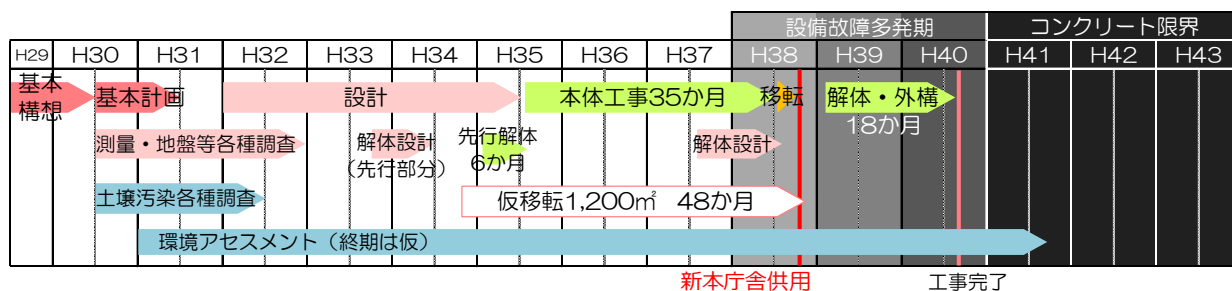 設備故障多発期 コンクリート限界
H29 H30 H31 H32 H33 H34 H35 H36 H37 H38 H39 H40 H41 H42 H43
基本
構想
基本計画
設計
本体工事35か月
移転
解体・外構
18か月
測量・地盤等各種調査
解体設計
(先行部分)
先行解体
6か月
解体設計
土壌汚染各種調査
仮移転1,200㎡ 48か月
環境アセスメント（終期は仮）
新本庁舎供用
工事完了